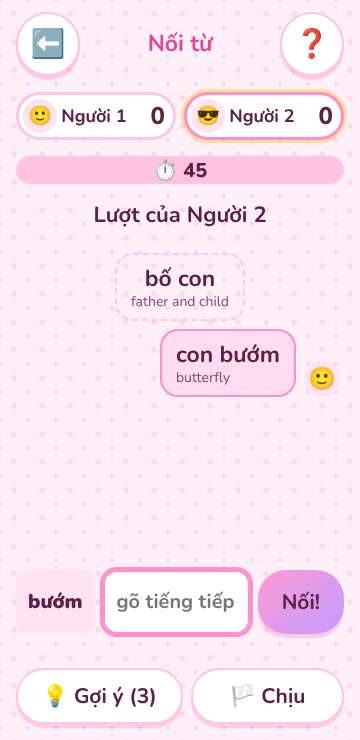 Nối từ
Người 1 0
Người 2 0
45
Lượt của Người 2
bố con
father and child
con bướm
butterfly
bướm
gõ tiếng tiếp
Nối!
Gợi ý (3)
Chịu